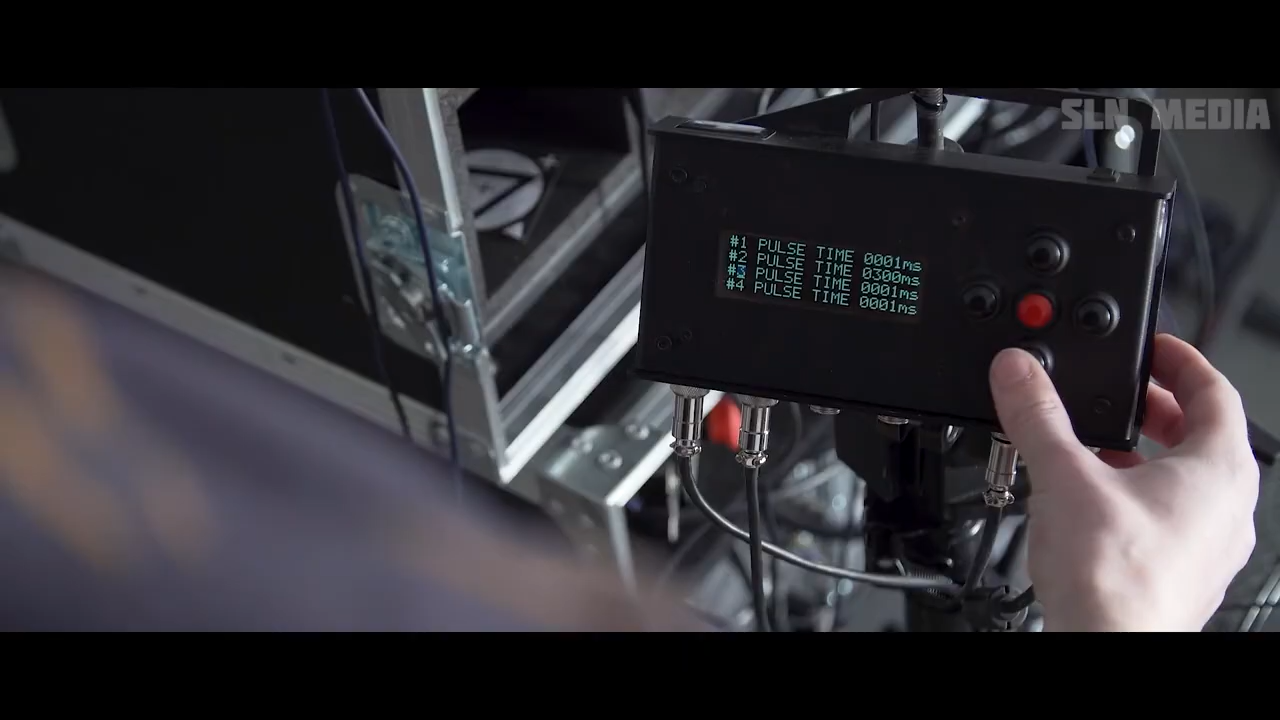 SLN MEDIA
#1 PULSE TIME 0001ms
#2 PULSE TIME 0300ms
#3 PULSE TIME 0001ms
#4 PULSE TIME 0001ms